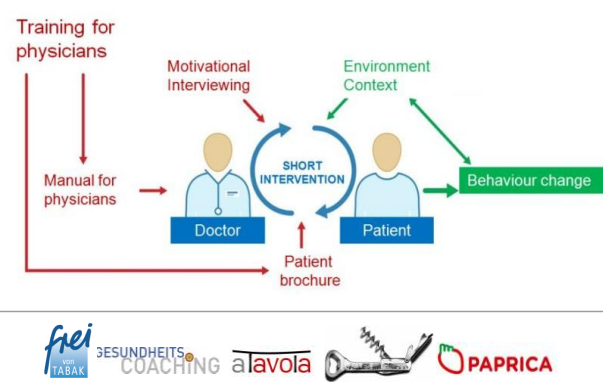 Training for
physicians
Motivational
Interviewing
Environment
Context
SHORT
INTERVENTION
Manual for
physicians
Behaviour change
Doctor
Patient
Patient
brochure
frei
von
TABAK
GESUNDHEITS
COACHING
aTavola
PAPRICA